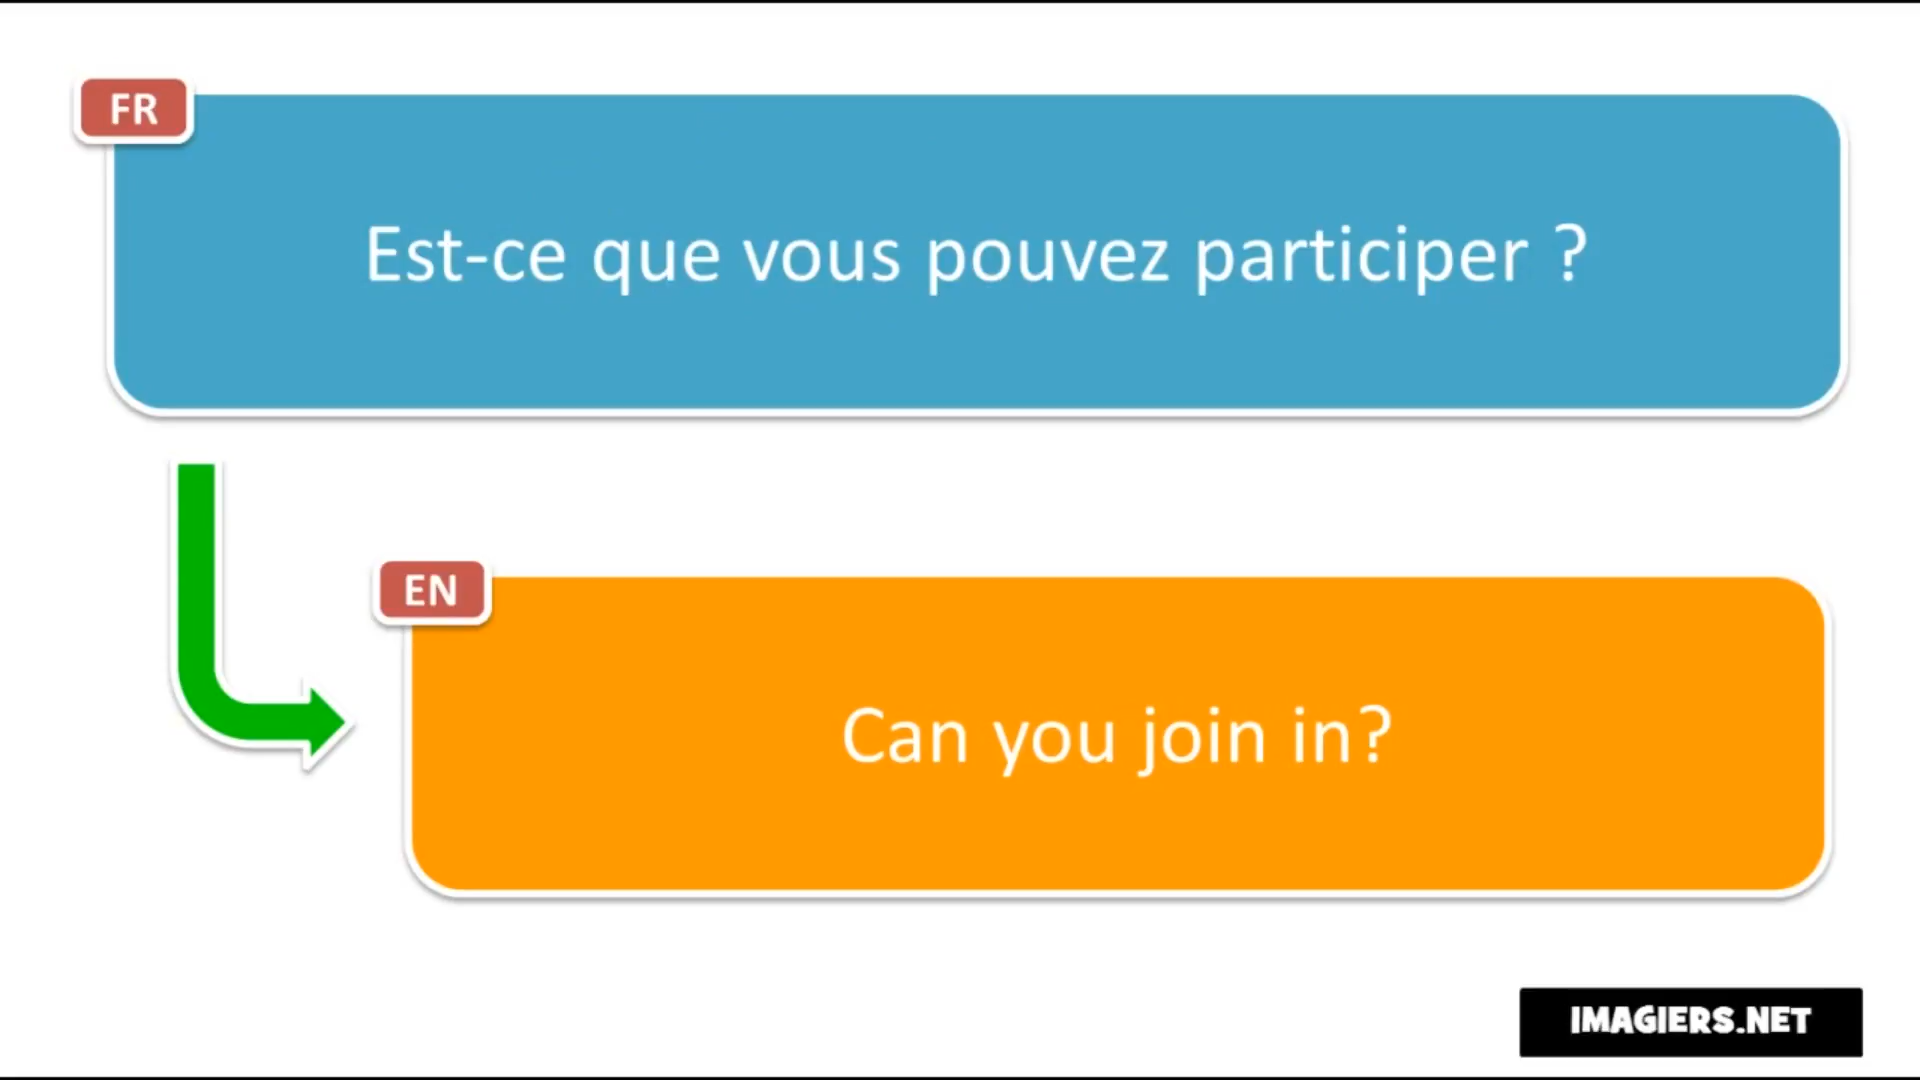 FR
Est-ce que vous pouvez participer ?
EN
Can you join in?
IMAGIERS.NET